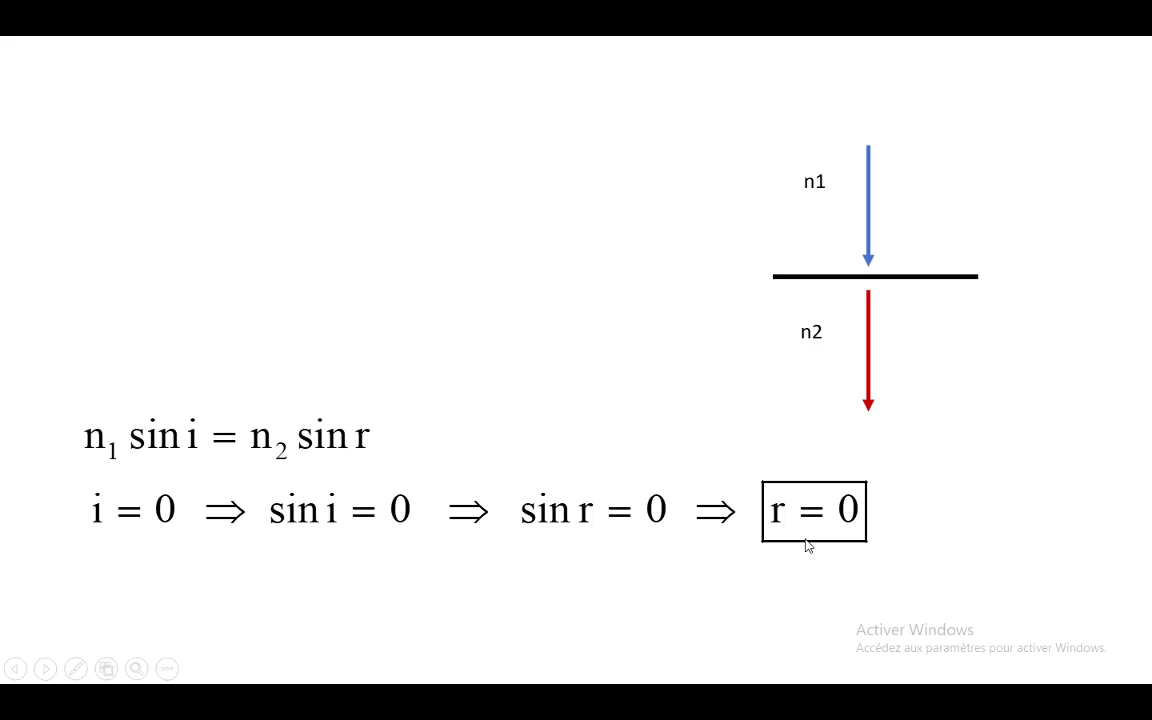 n1
n2
n₁ sin i = n₂ sin r
i = 0 ⇒ sin i = 0 ⇒ sin r = 0 ⇒ r = 0
Activer Windows
Accédez aux paramètres pour activer Windows.